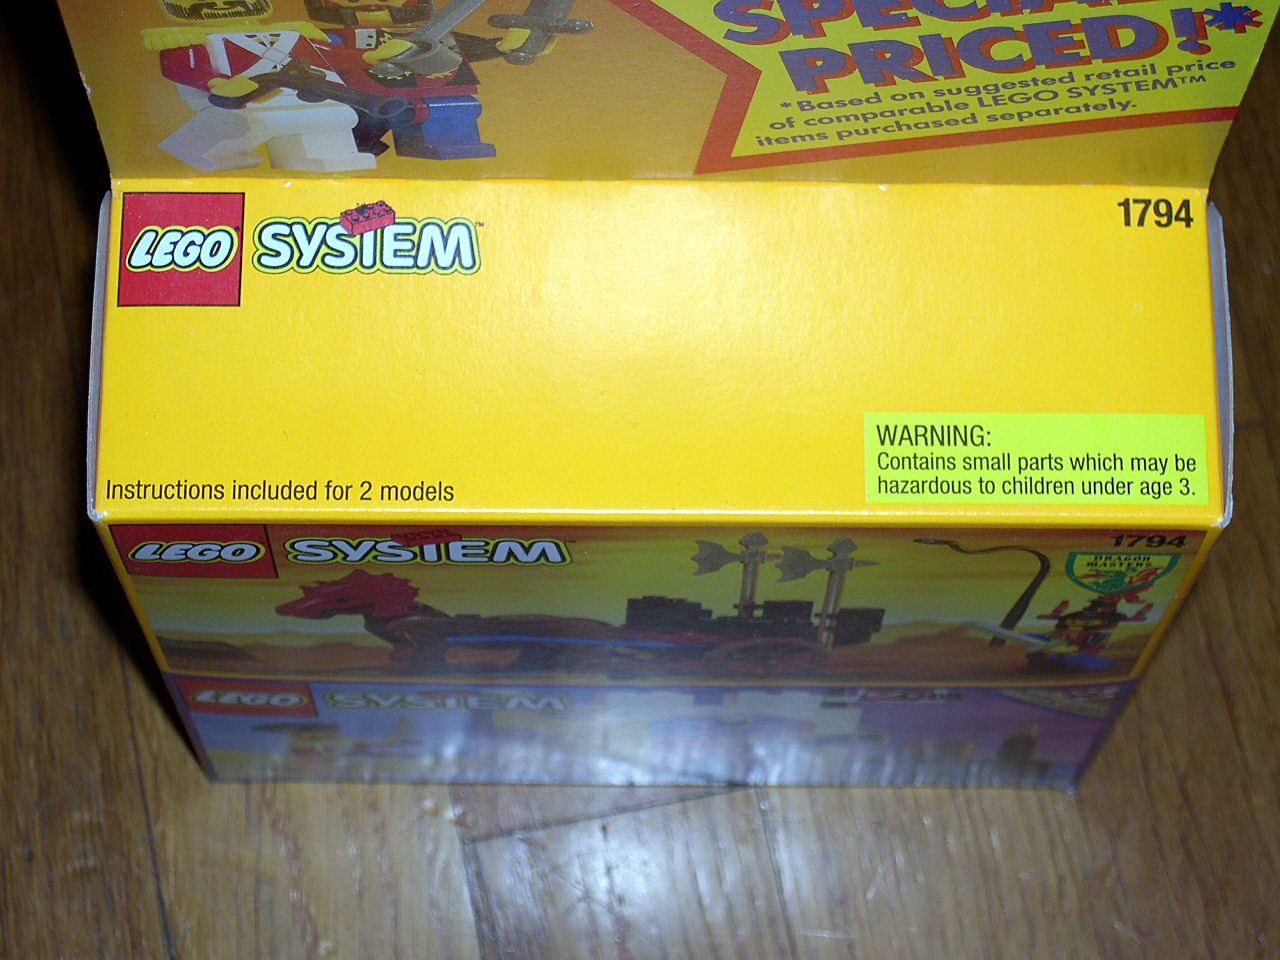 SPECIAL
PRICED!*
*Based on suggested retail price
of comparable LEGO SYSTEM™
items purchased separately.
LEGO SYSTEM™
1794
WARNING:
Contains small parts which may be
hazardous to children under age 3.
Instructions included for 2 models
LEGO SYSTEM™
1794
DRAGON
MASTERS
LEGO SYSTEM